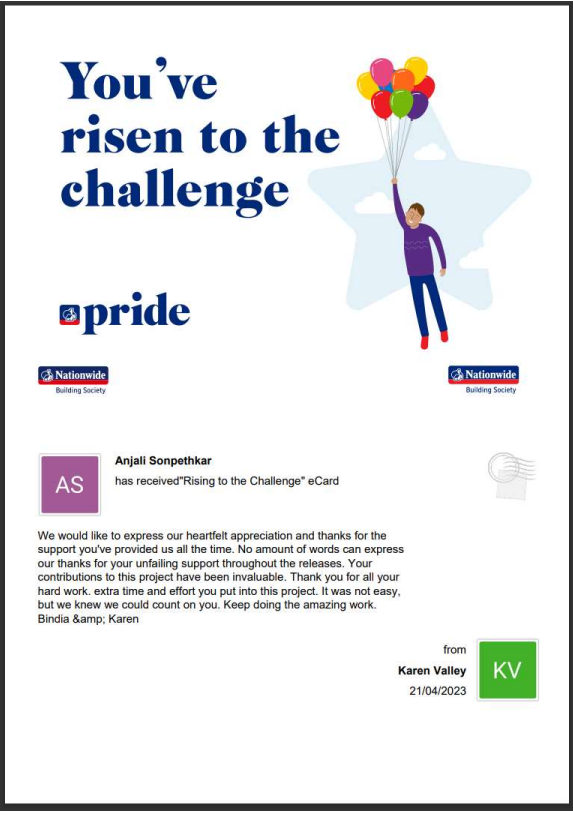 You've
risen to the
challenge
pride
Nationwide
Building Society
Nationwide
Building Society
AS
Anjali Sonpethkar
has received"Rising to the Challenge" eCard
We would like to express our heartfelt appreciation and thanks for the
support you've provided us all the time. No amount of words can express
our thanks for your unfailing support throughout the releases. Your
contributions to this project have been invaluable. Thank you for all your
hard work. extra time and effort you put into this project. It was not easy,
but we knew we could count on you. Keep doing the amazing work.
Bindia &amp; Karen
from
Karen Valley
21/04/2023
KV